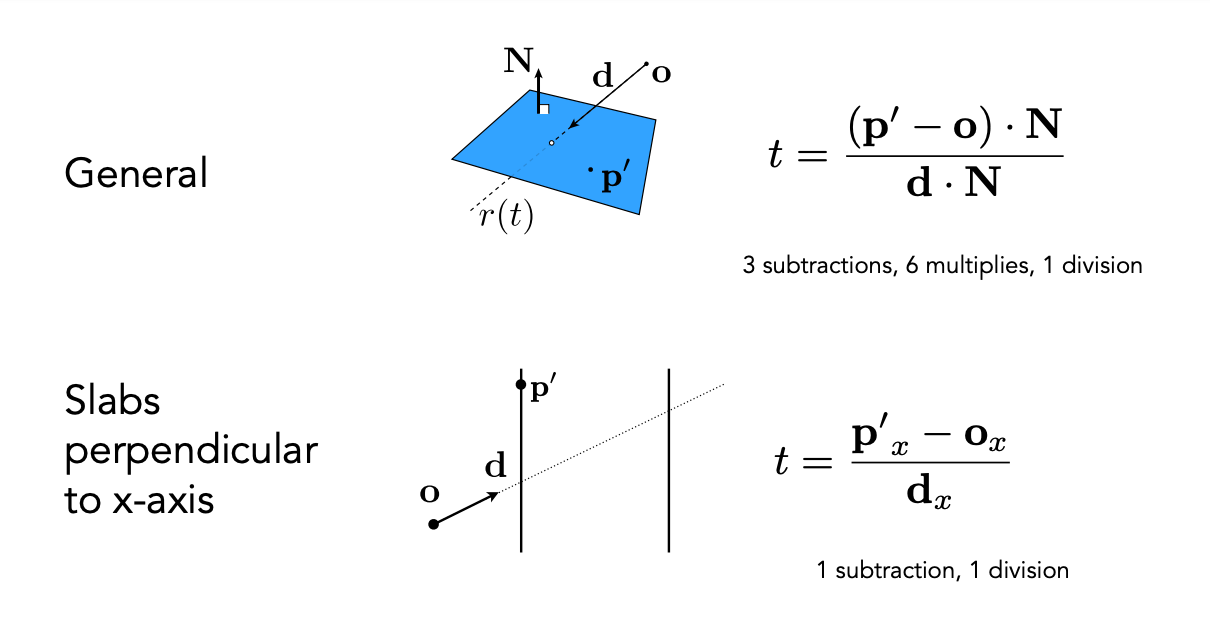 General
N
d
o
p′
r(t)
t = (p′ − o) · N / d · N
3 subtractions, 6 multiplies, 1 division
Slabs
perpendicular
to x-axis
p′
d
o
t = p′x − ox / dx
1 subtraction, 1 division